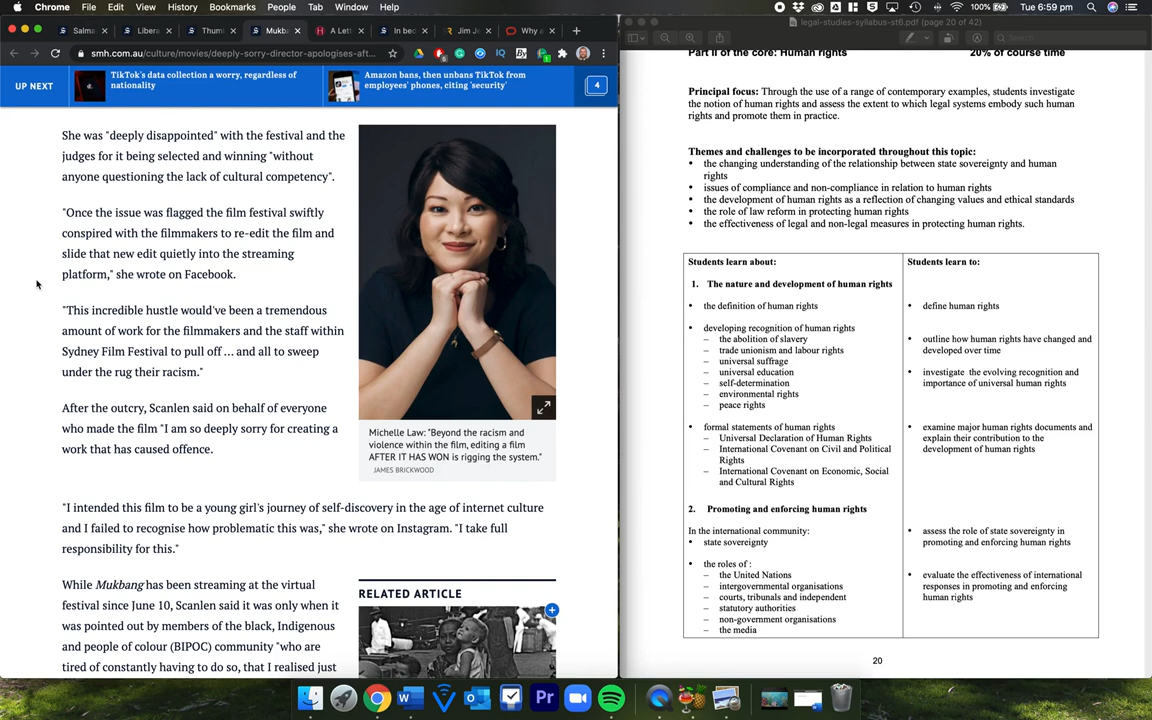 Chrome File Edit View History Bookmarks People Tab Window Help
5
100%
Tue 6:59 pm
Salma
Libera
Thumb
Mukba
A Lett
In bed
Jim Je
Why a
smh.com.au/culture/movies/deeply-sorry-director-apologises-aft...
UP NEXT
TikTok's data collection a worry, regardless of
nationality
Amazon bans, then unbans TikTok from
employees' phones, citing 'security'
4
She was "deeply disappointed" with the festival and the
judges for it being selected and winning "without
anyone questioning the lack of cultural competency".
"Once the issue was flagged the film festival swiftly
conspired with the filmmakers to re-edit the film and
slide that new edit quietly into the streaming
platform," she wrote on Facebook.
"This incredible hustle would've been a tremendous
amount of work for the filmmakers and the staff within
Sydney Film Festival to pull off ... and all to sweep
under the rug their racism."
After the outcry, Scanlen said on behalf of everyone
who made the film "I am so deeply sorry for creating a
work that has caused offence.
Michelle Law: "Beyond the racism and
violence within the film, editing a film
AFTER IT HAS WON is rigging the system."
JAMES BRICKWOOD
"I intended this film to be a young girl's journey of self-discovery in the age of internet culture
and I failed to recognise how problematic this was," she wrote on Instagram. "I take full
responsibility for this."
While Mukbang has been streaming at the virtual
festival since June 10, Scanlen said it was only when it
was pointed out by members of the black, Indigenous
and people of colour (BIPOC) community "who are
tired of constantly having to do so, that I realised just
RELATED ARTICLE
legal-studies-syllabus-st6.pdf (page 20 of 42)
Search
Part II of the core: Human rights 20% of course time
Principal focus: Through the use of a range of contemporary examples, students investigate
the notion of human rights and assess the extent to which legal systems embody such human
rights and promote them in practice.
Themes and challenges to be incorporated throughout this topic:
• the changing understanding of the relationship between state sovereignty and human
rights
• issues of compliance and non-compliance in relation to human rights
• the development of human rights as a reflection of changing values and ethical standards
• the role of law reform in protecting human rights
• the effectiveness of legal and non-legal measures in protecting human rights.
Students learn about:
1. The nature and development of human rights
• the definition of human rights
• developing recognition of human rights
– the abolition of slavery
– trade unionism and labour rights
– universal suffrage
– universal education
– self-determination
– environmental rights
– peace rights
• formal statements of human rights
– Universal Declaration of Human Rights
– International Covenant on Civil and Political
Rights
– International Covenant on Economic, Social
and Cultural Rights
2. Promoting and enforcing human rights
In the international community:
• state sovereignty
• the roles of :
– the United Nations
– intergovernmental organisations
– courts, tribunals and independent
– statutory authorities
– non-government organisations
– the media
Students learn to:
• define human rights
• outline how human rights have changed and
developed over time
• investigate the evolving recognition and
importance of universal human rights
• examine major human rights documents and
explain their contribution to the
development of human rights
• assess the role of state sovereignty in
promoting and enforcing human rights
• evaluate the effectiveness of international
responses in promoting and enforcing
human rights
20